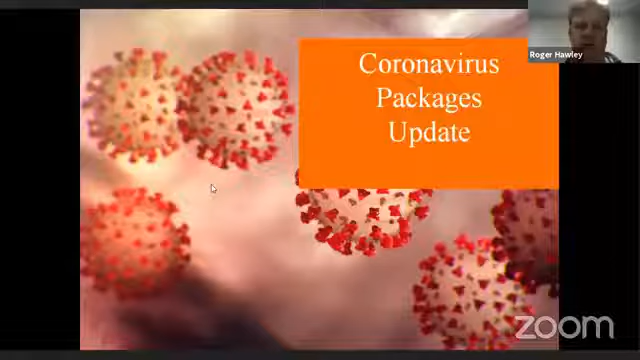 Coronavirus
Packages
Update
Roger Hawley
zoom